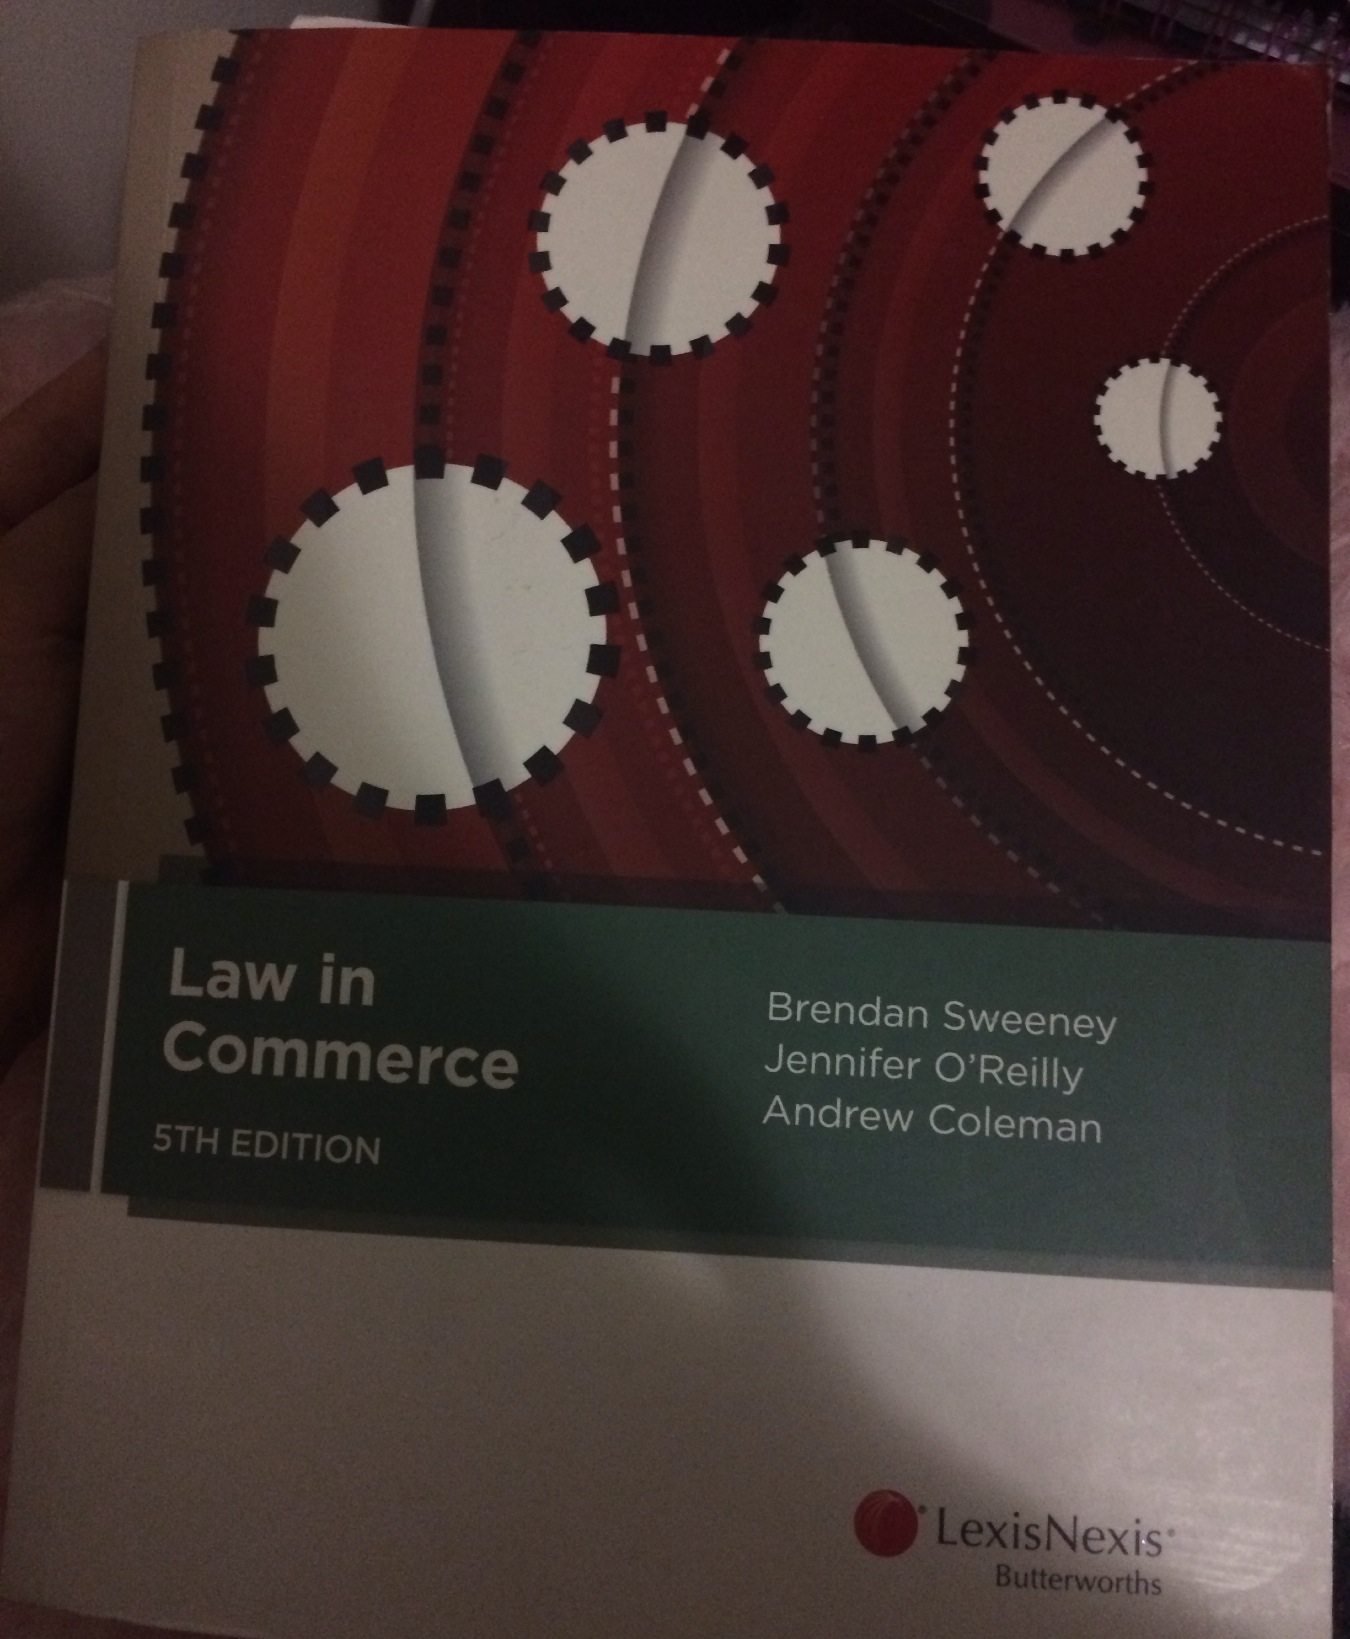 Law in
Commerce
5TH EDITION
Brendan Sweeney
Jennifer O'Reilly
Andrew Coleman
LexisNexis®
Butterworths